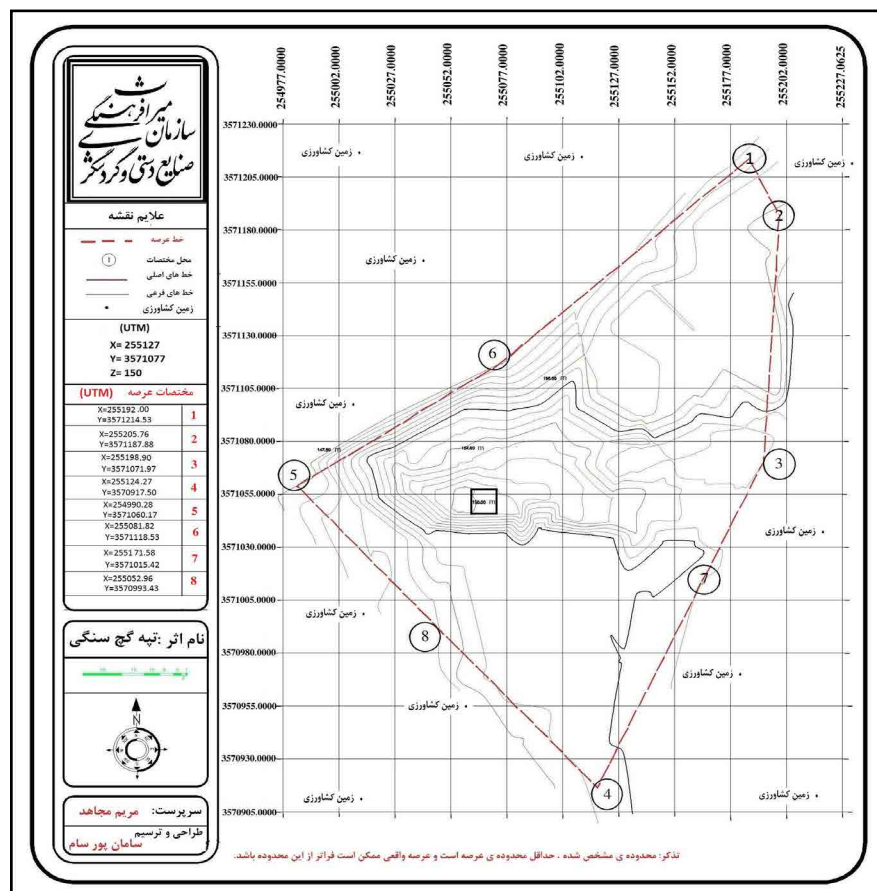 سازمان میراث فرهنگی
صنایع دستی و گردشگری
علایم نقشه
خط عرصه
محل مختصات
1
خط های اصلی
خط های فرعی
زمین کشاورزی
(UTM)
X= 255127
Y= 3571077
Z= 150
مختصات عرصه (UTM)
X=255192 .00
Y=3571214.53
1
X=255205.76
Y=3571187.88
2
X=255198.90
Y=3571071.97
3
X=255124.27
Y=3570917.50
4
X=254990.28
Y=3571060.17
5
X=255081.82
Y=3571118.53
6
X=255171.58
Y=3571015.42
7
X=255052.96
Y=3570993.43
8
نام اثر :تپه گچ سنگی
N
سرپرست: مریم مجاهد
طراحی و ترسیم
سامان پور سام
254977.0000
255002.0000
255027.0000
255052.0000
255077.0000
255102.0000
255127.0000
255152.0000
255177.0000
255202.0000
255227.0625
3571230.0000
3571205.0000
3571180.0000
3571155.0000
3571130.0000
3571105.0000
3571080.0000
3571055.0000
3571030.0000
3571005.0000
3570980.0000
3570955.0000
3570930.0000
3570905.0000
زمین کشاورزی
زمین کشاورزی
زمین کشاورزی
1
2
زمین کشاورزی
6
زمین کشاورزی
5
3
زمین کشاورزی
7
زمین کشاورزی
8
زمین کشاورزی
زمین کشاورزی
زمین کشاورزی
4
زمین کشاورزی
تذکر: محدوده ی مشخص شده ، حداقل محدوده ی عرصه است و عرصه واقعی ممکن است فراتر از این محدوده باشد.